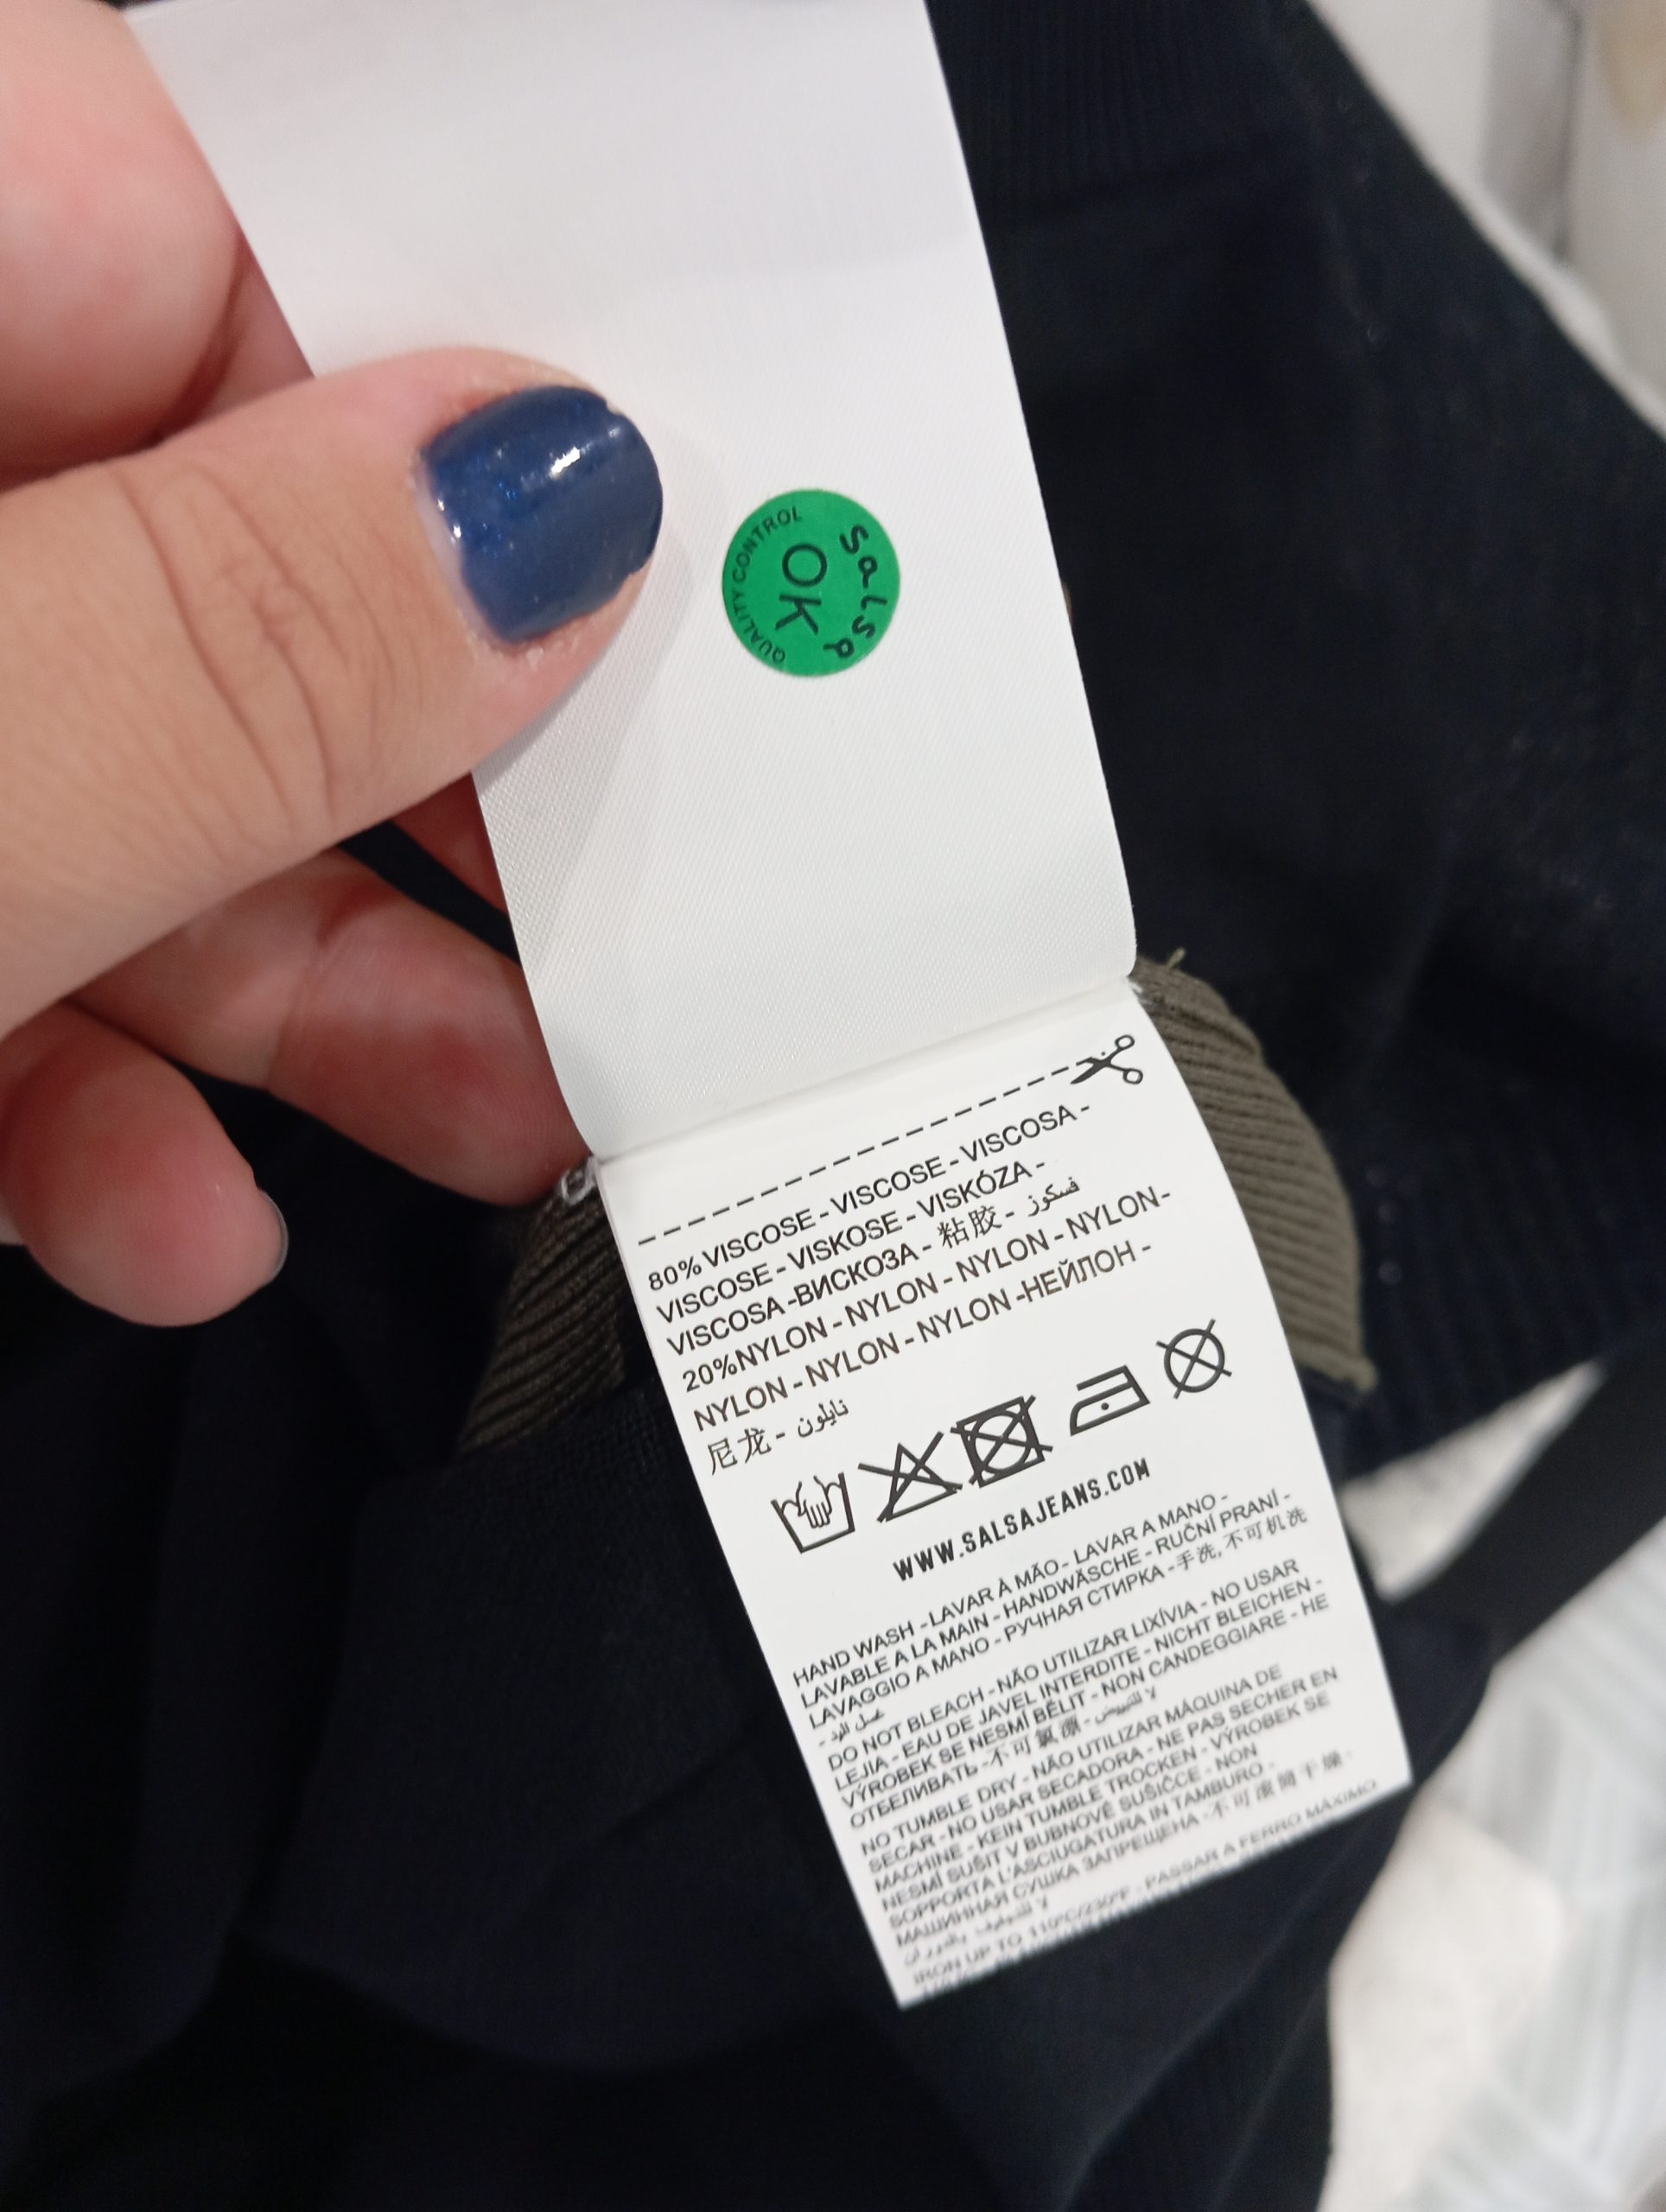 salsa
OK
QUALITY CONTROL
80% VISCOSE - VISCOSE - VISCOSA -
VISCOSE - VISKOSE - VISKÓZA -
VISCOSA -ВИСКОЗА - 粘胶 - فسكوز
20%NYLON - NYLON - NYLON - NYLON-
NYLON - NYLON - NYLON -НЕЙЛОН -
尼龙 - نايلون
WWW.SALSAJEANS.COM
HAND WASH - LAVAR À MÃO - LAVAR A MANO -
LAVABLE A LA MAIN - HANDWÄSCHE - RUČNÍ PRANÍ -
LAVAGGIO A MANO - РУЧНАЯ СТИРКА -手洗, 不可机洗
- غسل اليد
DO NOT BLEACH - NÃO UTILIZAR LIXÍVIA - NO USAR
LEJIA - EAU DE JAVEL INTERDITE - NICHT BLEICHEN -
VÝROBEK SE NESMÍ BĚLIT - NON CANDEGGIARE - НЕ
ОТБЕЛИВАТЬ -不可氯漂 - لا للتبييض
NO TUMBLE DRY - NÃO UTILIZAR MÁQUINA DE
SECAR - NO USAR SECADORA - NE PAS SECHER EN
MACHINE - KEIN TUMBLE TROCKEN - VÝROBEK SE
NESMÍ SUŠIT V BUBNOVÉ SUŠIČCE - NON
SOPPORTA L'ASCIUGATURA IN TAMBURO -
МАШИННАЯ СУШКА ЗАПРЕЩЕНА -不可滚筒干燥 -
IRON UP TO 110ºC/230ºF - PASSAR A FERRO MÁXIMO